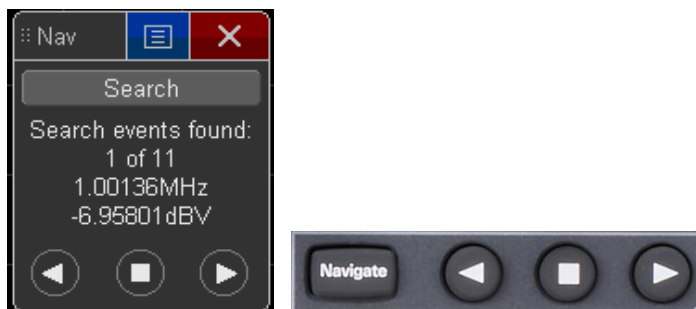 Nav
Search
Search events found:
1 of 11
1.00136MHz
-6.95801dBV
Navigate